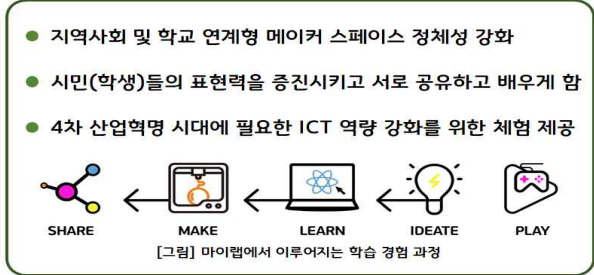 지역사회 및 학교 연계형 메이커 스페이스 정체성 강화
시민(학생)들의 표현력을 증진시키고 서로 공유하고 배우게 함
4차 산업혁명 시대에 필요한 ICT 역량 강화를 위한 체험 제공
SHARE MAKE LEARN IDEATE PLAY
[그림] 마이랩에서 이루어지는 학습 경험 과정